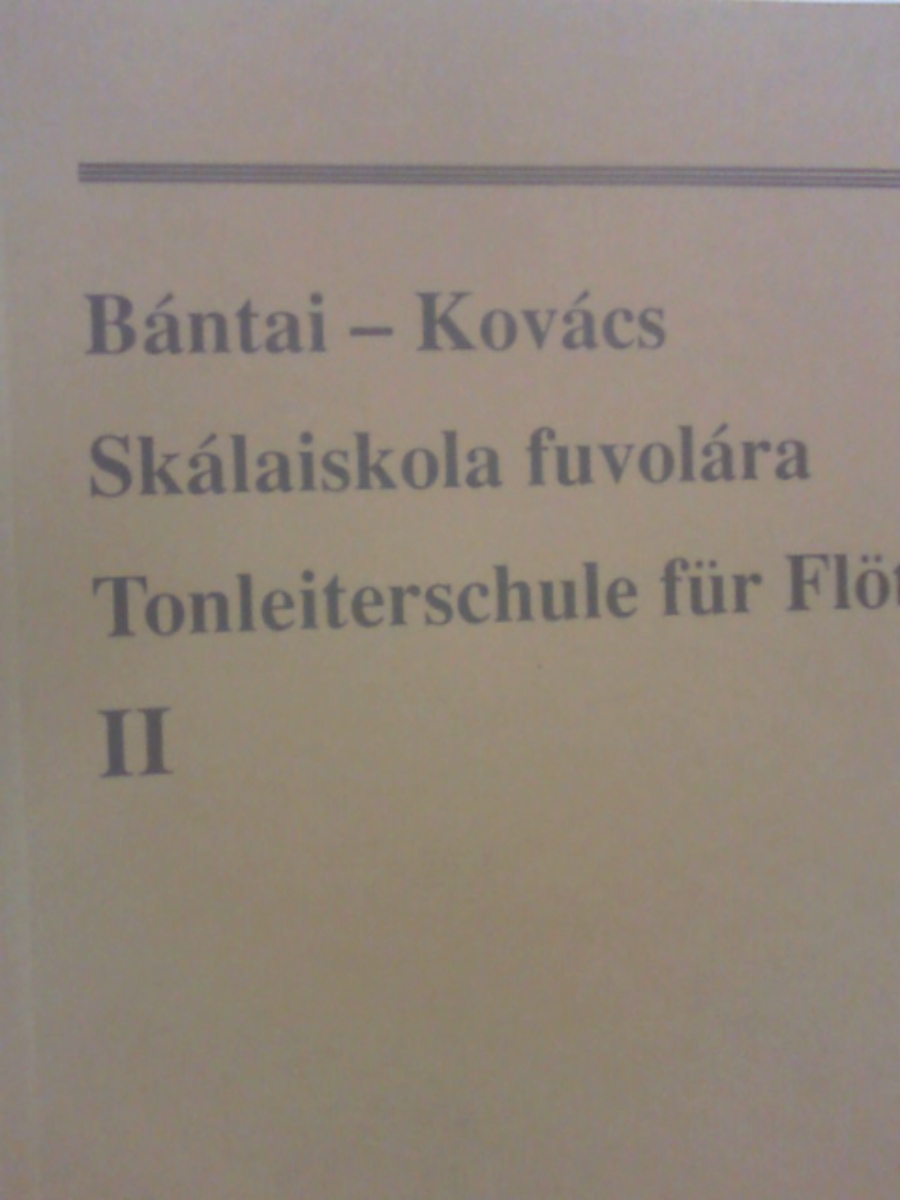 Bántai – Kovács
Skálaiskola fuvolára
Tonleiterschule für
II